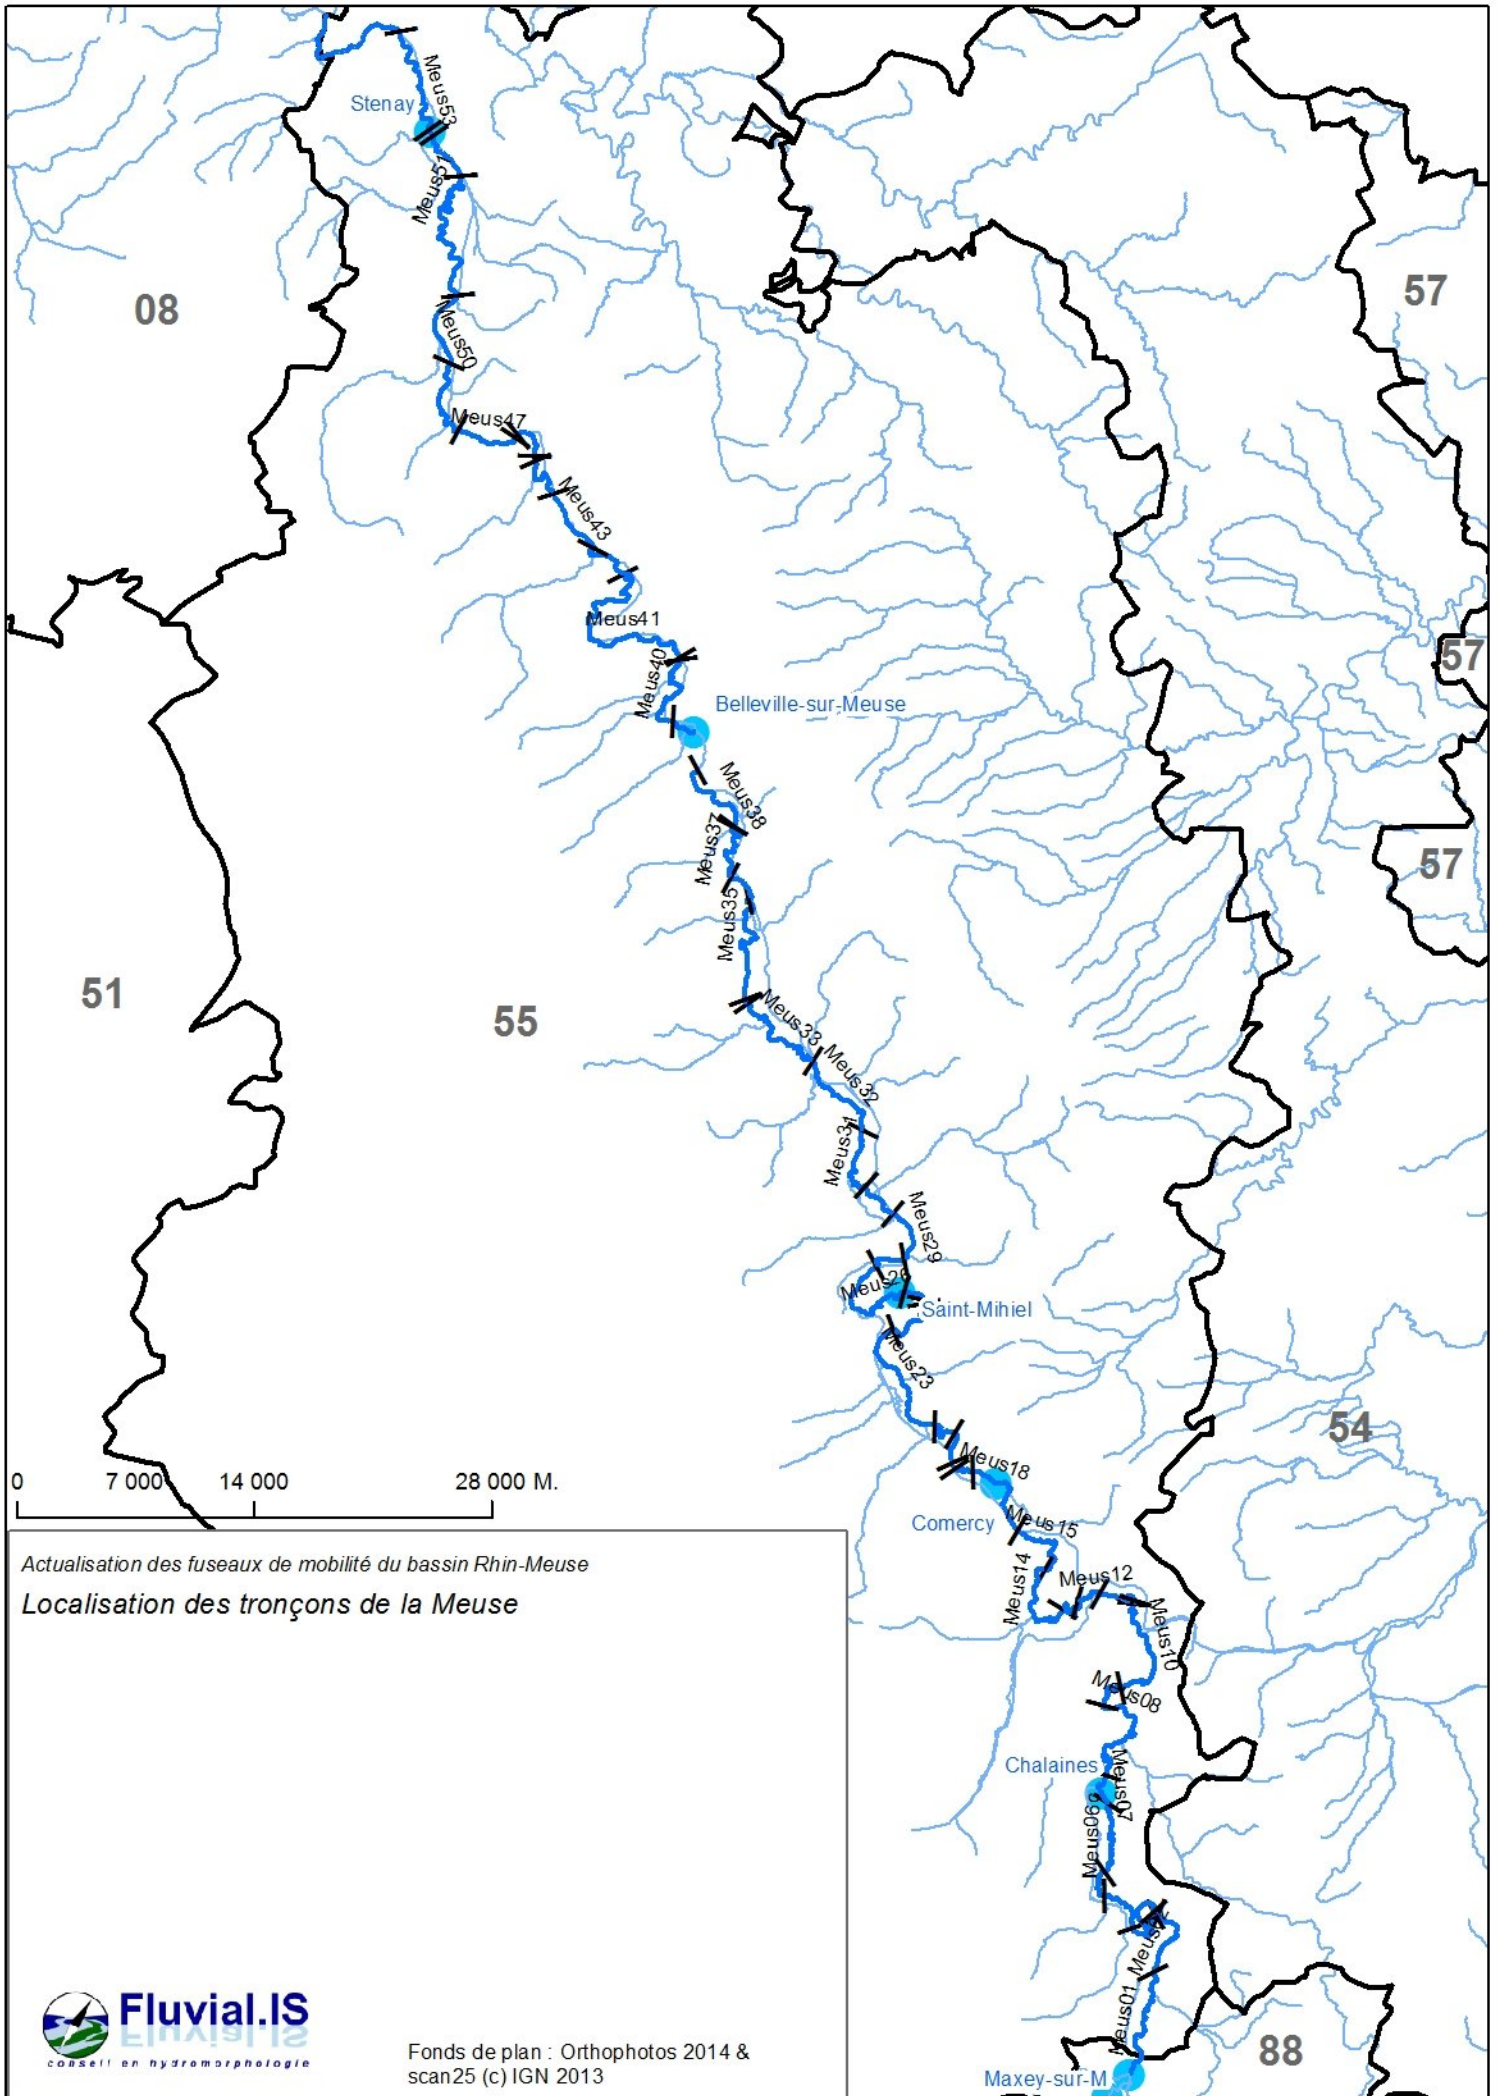 Meus53
Stenay
Meus51
08
57
Meus50
Meus47
Meus43
Meus41
57
Meus40
Belleville-sur-Meuse
Meus38
Meus37
57
Meus35
51
55
Meus33
Meus32
Meus31
Meus29
Meus26
Saint-Mihiel
Meus23
54
Meus18
0 7 000 14 000 28 000 M.
Comercy
Meus15
Meus14
Meus12
Meus10
Meus08
Chalaines
Meus07
Meus06
Meus01
88
Maxey-sur-M
Actualisation des fuseaux de mobilité du bassin Rhin-Meuse
Localisation des tronçons de la Meuse
Fluvial.IS
conseil en hydromorphologie
Fonds de plan : Orthophotos 2014 &
scan25 (c) IGN 2013